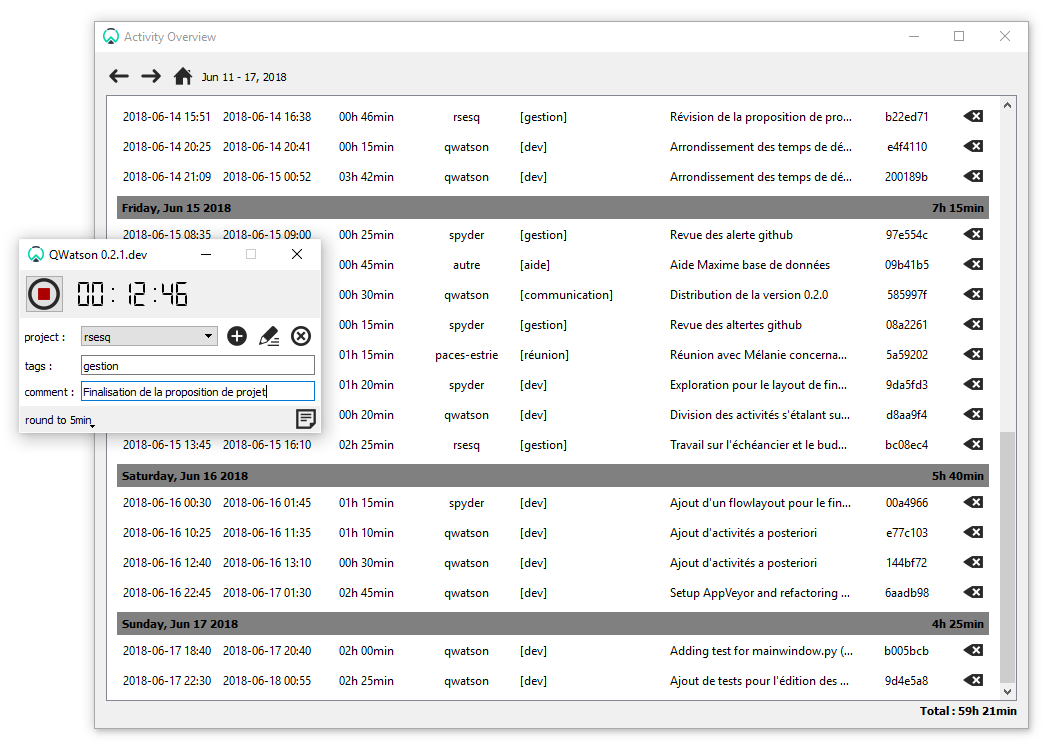 Activity Overview
Jun 11 - 17, 2018
2018-06-14 15:51 2018-06-14 16:38 00h 46min rsesq [gestion] Révision de la proposition de pro... b22ed71
2018-06-14 20:25 2018-06-14 20:41 00h 15min qwatson [dev] Arrondissement des temps de dé... e4f4110
2018-06-14 21:09 2018-06-15 00:52 03h 42min qwatson [dev] Arrondissement des temps de dé... 200189b
Friday, Jun 15 2018 7h 15min
2018-06-15 08:35 2018-06-15 09:00 00h 25min spyder [gestion] Revue des alerte github 97e554c
00h 45min autre [aide] Aide Maxime base de données 09b41b5
00h 30min qwatson [communication] Distribution de la version 0.2.0 585997f
00h 15min spyder [gestion] Revue des altertes github 08a2261
01h 15min paces-estrie [réunion] Réunion avec Mélanie concerna... 5a59202
01h 20min spyder [dev] Exploration pour le layout de fin... 9da5fd3
00h 20min qwatson [dev] Division des activités s'étalant su... d8aa9f4
2018-06-15 13:45 2018-06-15 16:10 02h 25min rsesq [gestion] Travail sur l'échéancier et le bud... bc08ec4
Saturday, Jun 16 2018 5h 40min
2018-06-16 00:30 2018-06-16 01:45 01h 15min spyder [dev] Ajout d'un flowlayout pour le fin... 00a4966
2018-06-16 10:25 2018-06-16 11:35 01h 10min qwatson [dev] Ajout d'activités a posteriori e77c103
2018-06-16 12:40 2018-06-16 13:10 00h 30min qwatson [dev] Ajout d'activités a posteriori 144bf72
2018-06-16 22:45 2018-06-17 01:30 02h 45min qwatson [dev] Setup AppVeyor and refactoring ... 6aadb98
Sunday, Jun 17 2018 4h 25min
2018-06-17 18:40 2018-06-17 20:40 02h 00min qwatson [dev] Adding test for mainwindow.py (... b005bcb
2018-06-17 22:30 2018-06-18 00:55 02h 25min qwatson [dev] Ajout de tests pour l'édition des ... 9d4e5a8
Total : 59h 21min
QWatson 0.2.1.dev
00:12:46
project : rsesq
tags : gestion
comment : Finalisation de la proposition de projet
round to 5min